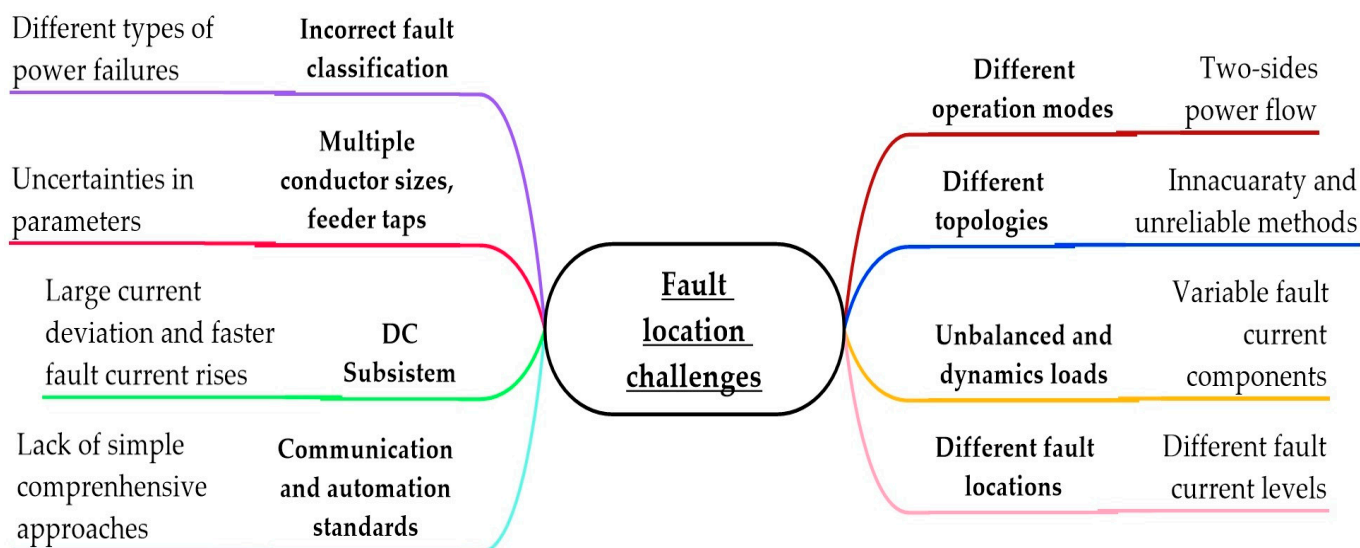 Different types of
power failures
Incorrect fault
classification
Uncertainties in
parameters
Multiple
conductor sizes,
feeder taps
Large current
deviation and faster
fault current rises
DC
Subsistem
Lack of simple
comprenhensive
approaches
Communication
and automation
standards
Fault
location
challenges
Different
operation modes
Two-sides
power flow
Different
topologies
Innacuaraty and
unreliable methods
Unbalanced and
dynamics loads
Variable fault
current
components
Different fault
locations
Different fault
current levels